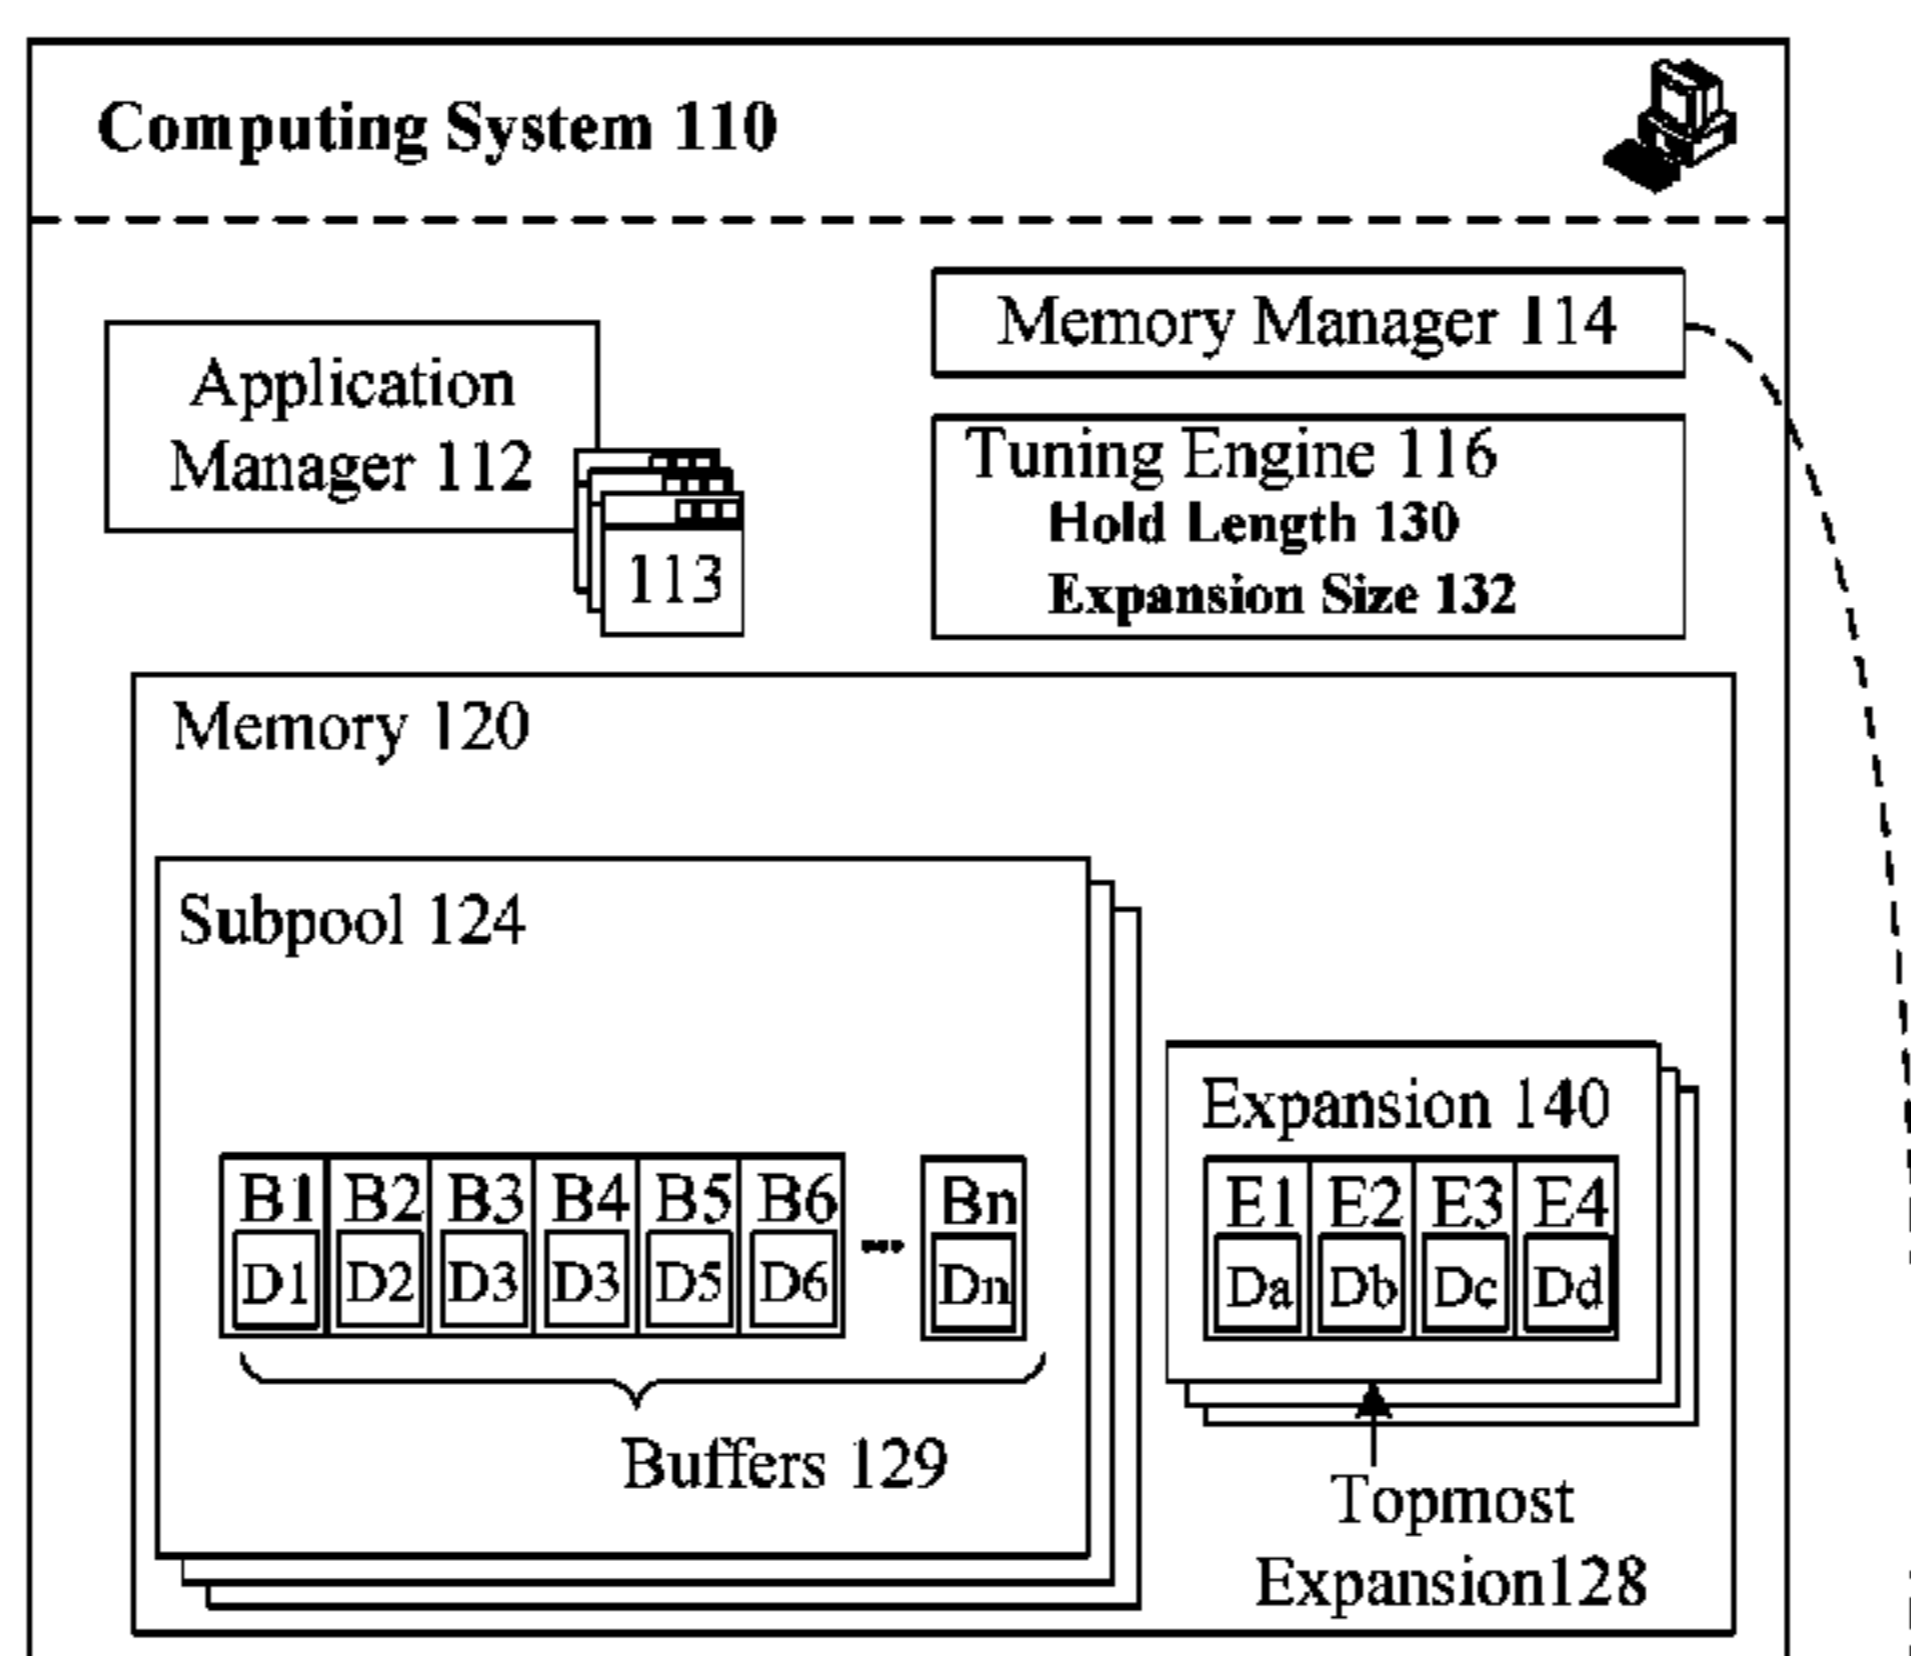 Computing System 110
Application
Manager 112
113
Memory Manager 114
Tuning Engine 116
Hold Length 130
Expansion Size 132
Memory 120
Subpool 124
B1 B2 B3 B4 B5 B6 ... Bn
D1 D2 D3 D3 D5 D6 Dn
Buffers 129
Expansion 140
E1 E2 E3 E4
Da Db Dc Dd
Topmost
Expansion128